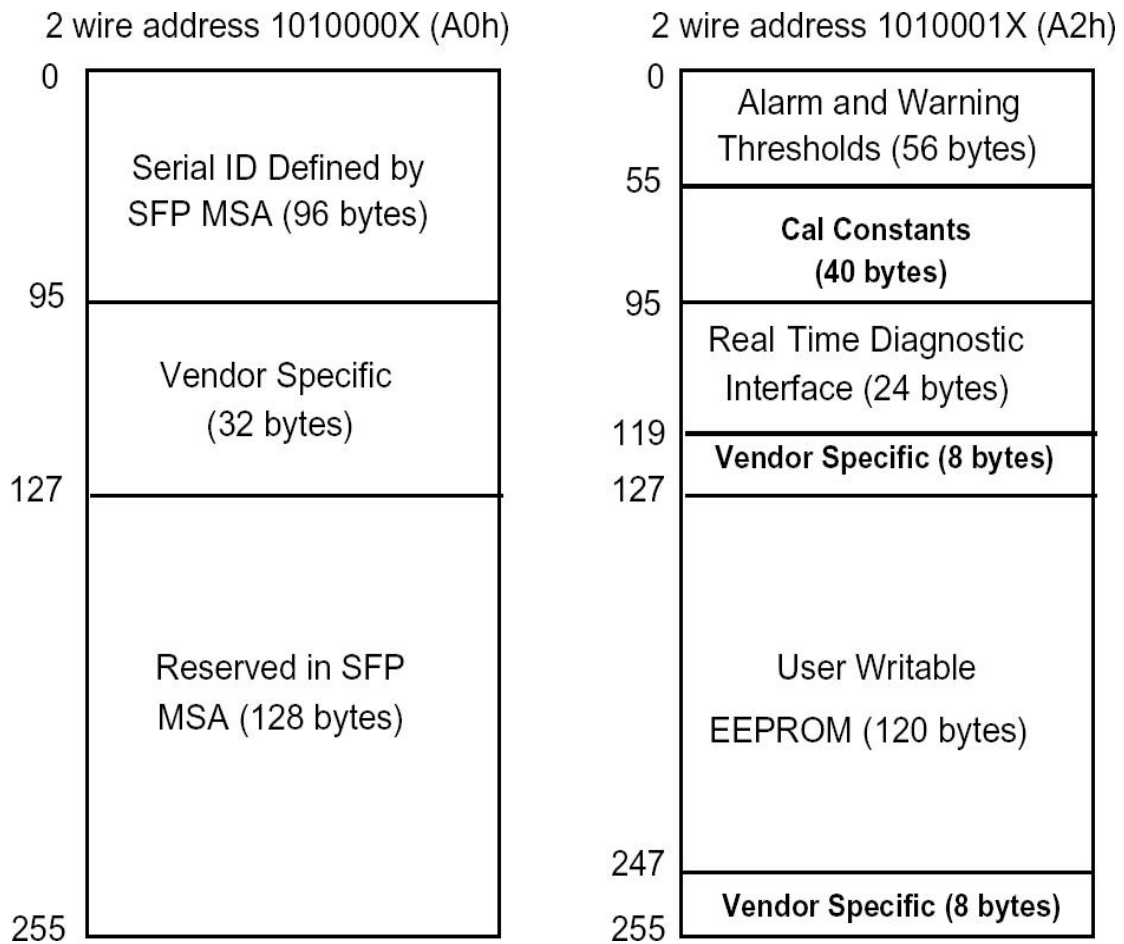 2 wire address 1010000X (A0h)
0
Serial ID Defined by
SFP MSA (96 bytes)
95
Vendor Specific
(32 bytes)
127
Reserved in SFP
MSA (128 bytes)
255
2 wire address 1010001X (A2h)
0
Alarm and Warning
Thresholds (56 bytes)
55
Cal Constants
(40 bytes)
95
Real Time Diagnostic
Interface (24 bytes)
119
Vendor Specific (8 bytes)
127
User Writable
EEPROM (120 bytes)
247
Vendor Specific (8 bytes)
255